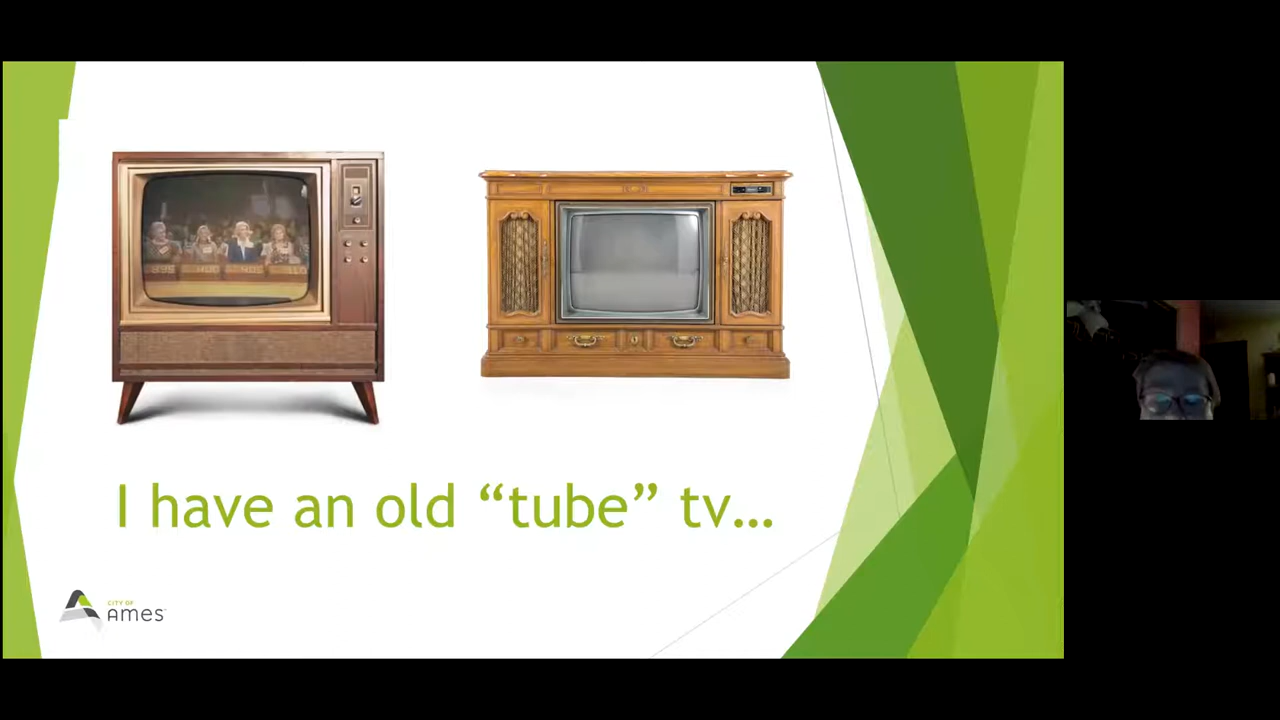 I have an old “tube” tv…
CITY OF
AMES